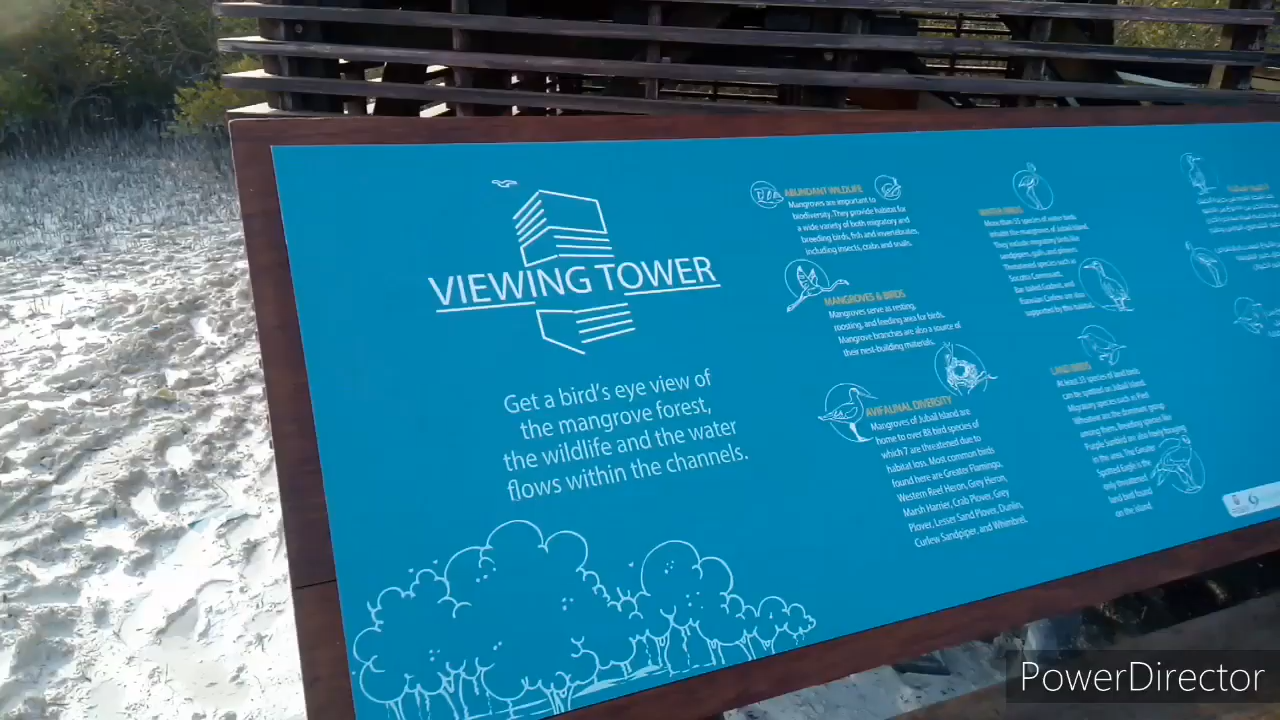 VIEWING TOWER
Get a bird's eye view of
the mangrove forest,
the wildlife and the water
flows within the channels.
ABUNDANT WILDLIFE
Mangroves are important to
biodiversity. They provide habitat for
a wide variety of both migratory and
breeding birds, fish and invertebrates,
including insects, crabs and snails.
MANGROVES & BIRDS
Mangroves serve as resting,
roosting, and feeding area for birds.
Mangrove branches are also a source of
their nest-building materials.
AVIFAUNAL DIVERSITY
Mangroves of Jubail Island are
home to over 88 bird species of
which 7 are threatened due to
habitat loss. Most common birds
found here are Greater Flamingo,
Western Reef Heron, Grey Heron,
Marsh Harrier, Crab Plover, Grey
Plover, Lesser Sand Plover, Dunlin,
Curlew Sandpiper, and Whimbrel.
WATER BIRDS
More than 55 species of water birds
inhabit the mangroves of Jubail Island.
They include migratory birds like
sandpipers, gulls and plovers.
Threatened species such as
Socotra Cormorant,
Bar-tailed Godwit, and
Eurasian Curlew are also
supported by this island.
LAND BIRDS
At least 33 species of land birds
can be spotted on Jubail Island.
Migratory species such as Pied
Wheatear are the dominant group
among them. Breeding species like
Purple Sunbird are also freely foraging
in the area. The Greater
Spotted Eagle is the
only threatened
land bird found
on the island.
PowerDirector